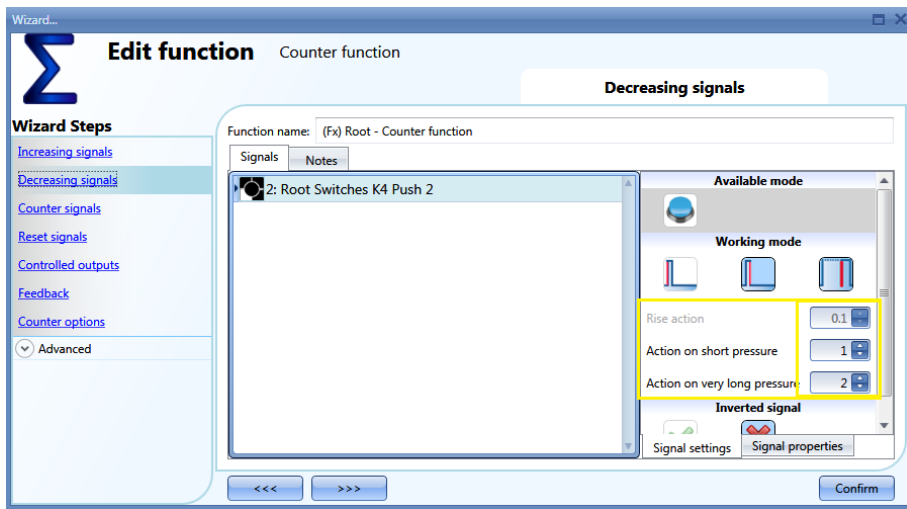 Wizard...
Edit function Counter function
Decreasing signals
Wizard Steps
Increasing signals
Decreasing signals
Counter signals
Reset signals
Controlled outputs
Feedback
Counter options
Advanced
Function name: (Fx) Root - Counter function
Signals Notes
2: Root Switches K4 Push 2
Available mode
Working mode
Rise action 0.1
Action on short pressure 1
Action on very long pressure 2
Inverted signal
Signal settings Signal properties
<<< >>> Confirm